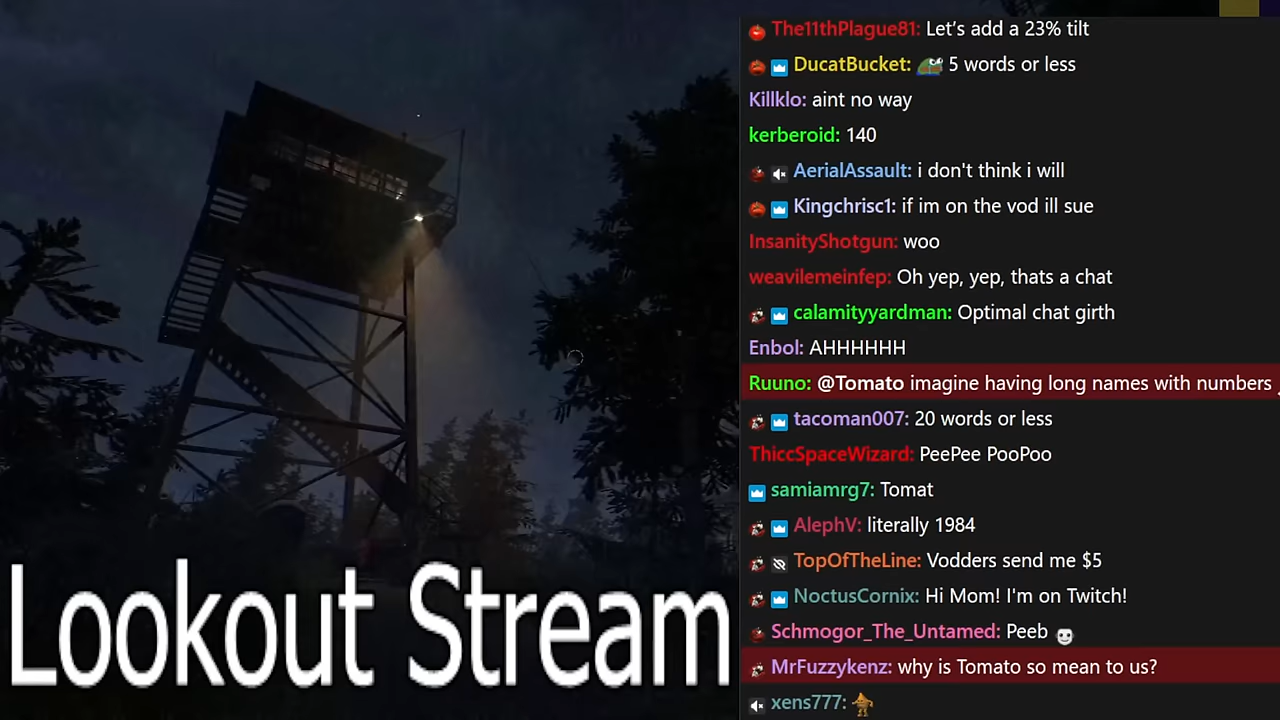 The11thPlague81: Let’s add a 23% tilt
DucatBucket: 5 words or less
Killklo: aint no way
kerberoid: 140
AerialAssault: i don't think i will
Kingchrisc1: if im on the vod ill sue
InsanityShotgun: woo
weavilemeinfep: Oh yep, yep, thats a chat
calamityyardman: Optimal chat girth
Enbol: AHHHHHH
Ruuno: @Tomato imagine having long names with numbers
tacoman007: 20 words or less
ThiccSpaceWizard: PeePee PooPoo
samiamrg7: Tomat
AlephV: literally 1984
TopOfTheLine: Vodders send me $5
NoctusCornix: Hi Mom! I'm on Twitch!
Schmogor_The_Untamed: Peeb
MrFuzzykenz: why is Tomato so mean to us?
xens777:
Lookout Stream